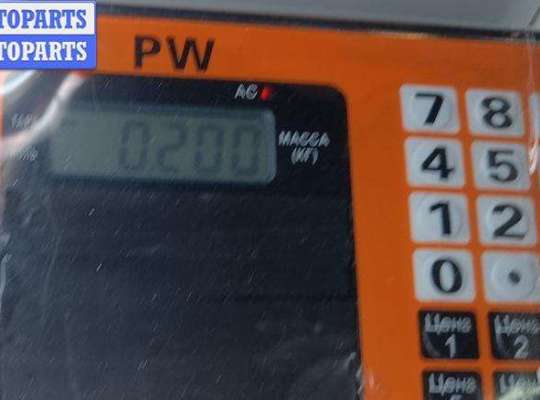 TOPARTS
TOPARTS
PW
AC
0.200
МАССА
(КГ)
7 8
4 5
1 2
0 .
Цена 1
Цена 2
Цена